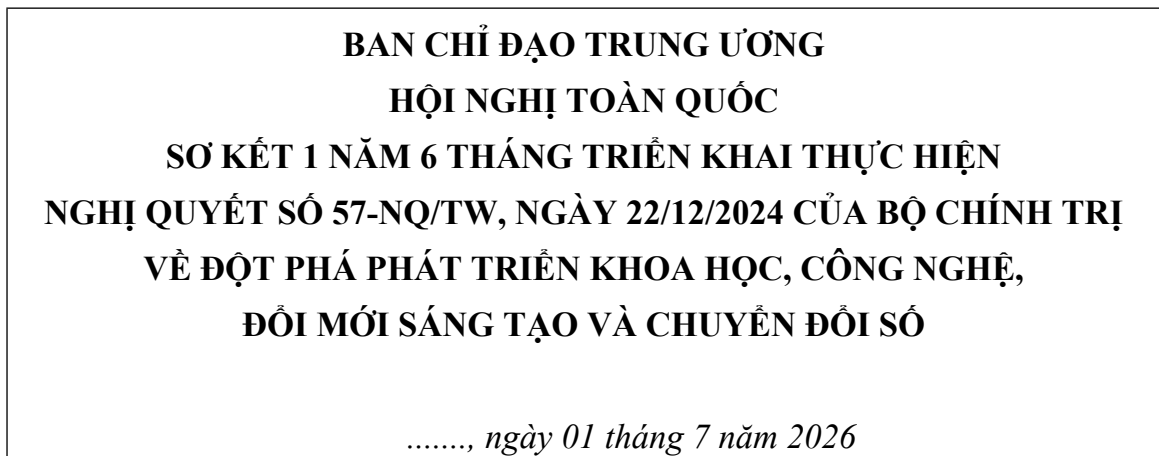 BAN CHỈ ĐẠO TRUNG ƯƠNG
HỘI NGHỊ TOÀN QUỐC
SƠ KẾT 1 NĂM 6 THÁNG TRIỂN KHAI THỰC HIỆN
NGHỊ QUYẾT SỐ 57-NQ/TW, NGÀY 22/12/2024 CỦA BỘ CHÍNH TRỊ
VỀ ĐỘT PHÁ PHÁT TRIỂN KHOA HỌC, CÔNG NGHỆ,
ĐỔI MỚI SÁNG TẠO VÀ CHUYỂN ĐỔI SỐ
......., ngày 01 tháng 7 năm 2026